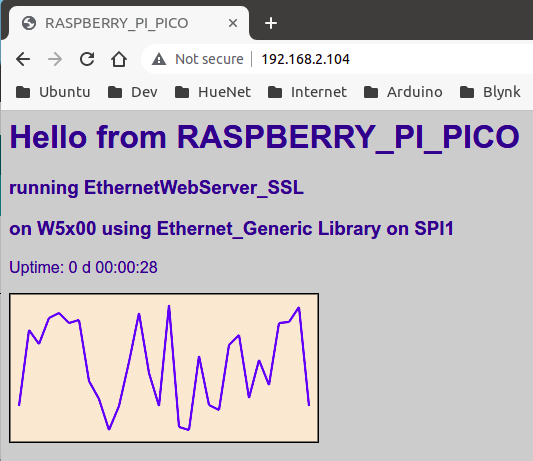 RASPBERRY_PI_PICO
Not secure | 192.168.2.104
Ubuntu Dev HueNet Internet Arduino Blynk
Hello from RASPBERRY_PI_PICO
running EthernetWebServer_SSL
on W5x00 using Ethernet_Generic Library on SPI1
Uptime: 0 d 00:00:28